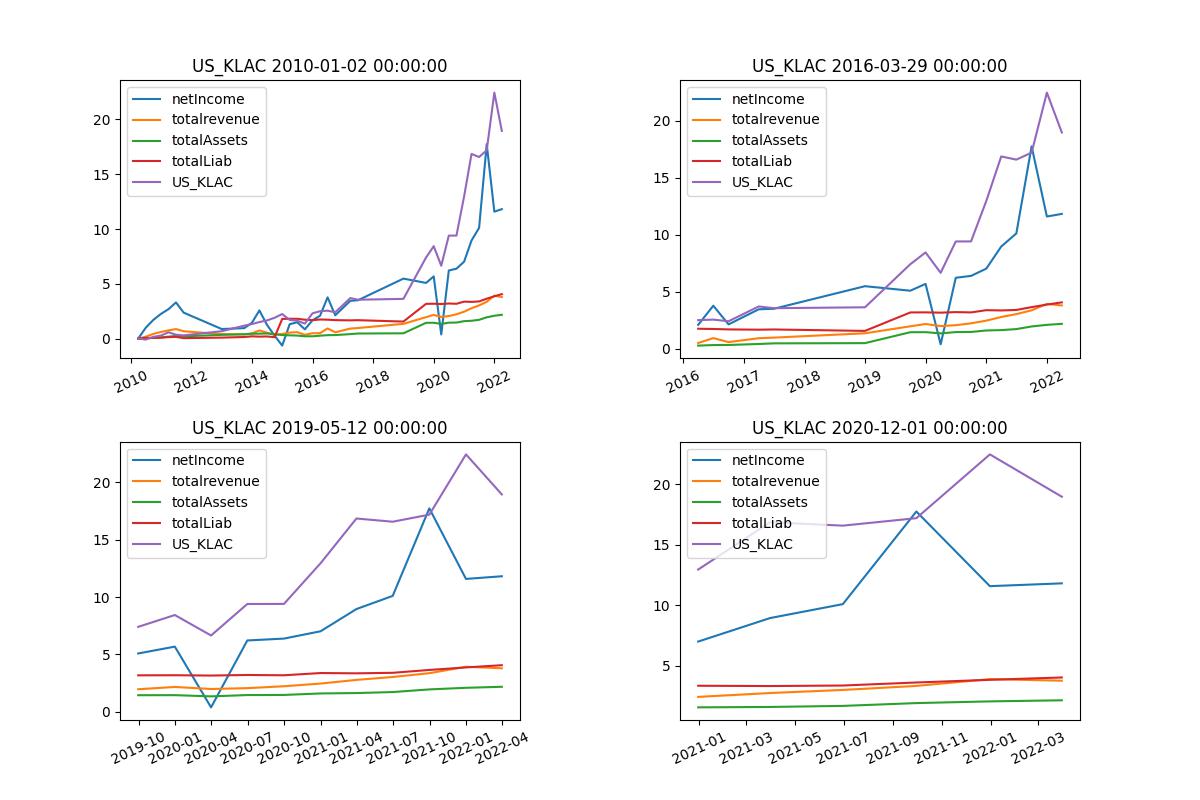 US_KLAC 2010-01-02 00:00:00
netIncome
totalrevenue
totalAssets
totalLiab
US_KLAC
20
15
10
5
0
2010 2012 2014 2016 2018 2020 2022
US_KLAC 2016-03-29 00:00:00
netIncome
totalrevenue
totalAssets
totalLiab
US_KLAC
20
15
10
5
0
2016 2017 2018 2019 2020 2021 2022
US_KLAC 2019-05-12 00:00:00
netIncome
totalrevenue
totalAssets
totalLiab
US_KLAC
20
15
10
5
0
2019-10 2020-01 2020-04 2020-07 2020-10 2021-01 2021-04 2021-07 2021-10 2022-01 2022-04
US_KLAC 2020-12-01 00:00:00
netIncome
totalrevenue
totalAssets
totalLiab
US_KLAC
20
15
10
5
2021-01 2021-03 2021-05 2021-07 2021-09 2021-11 2022-01 2022-03